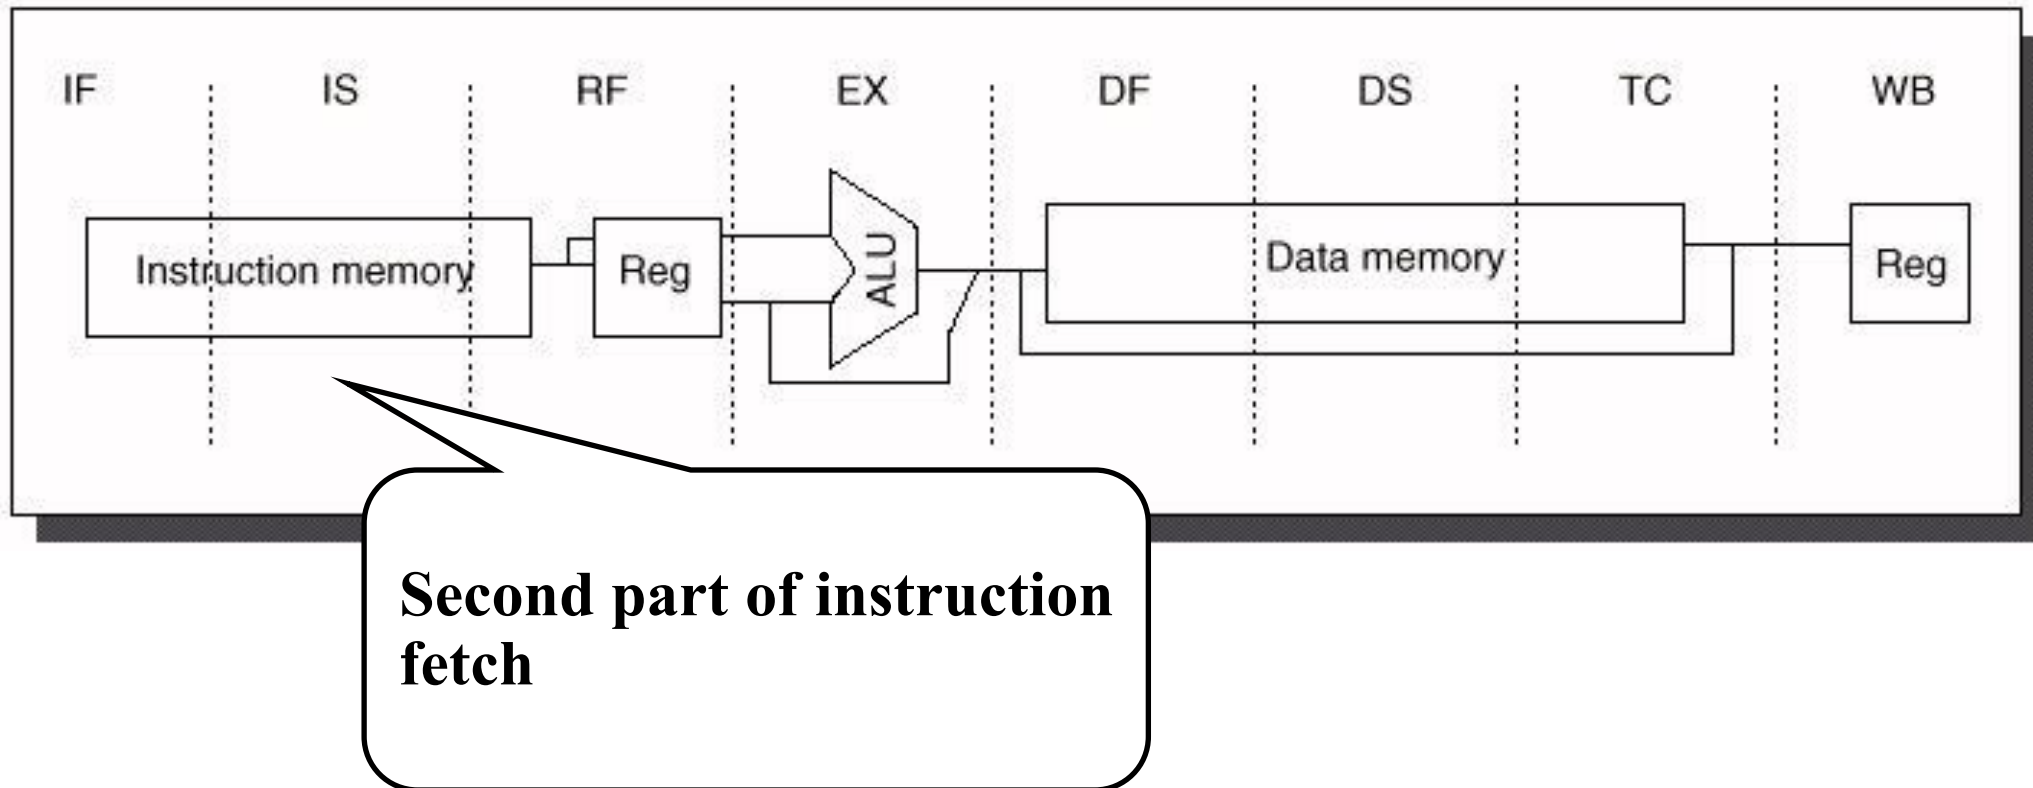 IF IS RF EX DF DS TC WB
Instruction memory Reg ALU Data memory Reg
Second part of instruction
fetch